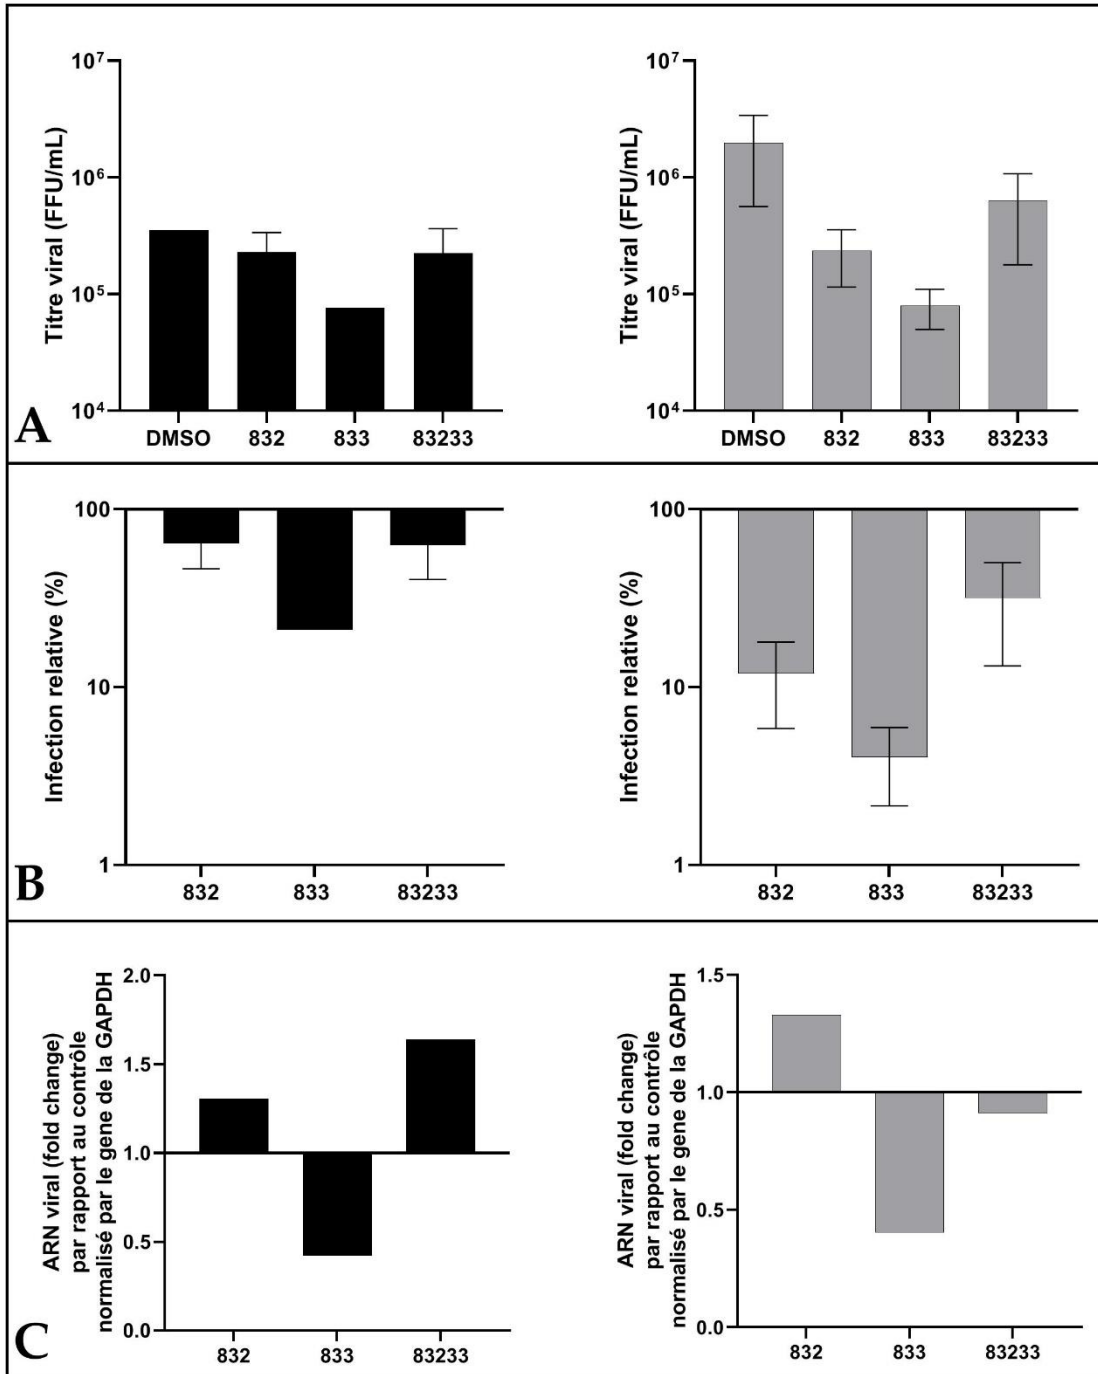 A
Titre viral (FFU/mL)
10⁷
10⁶
10⁵
10⁴
DMSO 832 833 83233
Titre viral (FFU/mL)
10⁷
10⁶
10⁵
10⁴
DMSO 832 833 83233
B
Infection relative (%)
100
10
1
832 833 83233
Infection relative (%)
100
10
1
832 833 83233
C
ARN viral (fold change)
par rapport au contrôle
normalisé par le gene de la GAPDH
2.0
1.5
1.0
0.5
0.0
832 833 83233
ARN viral (fold change)
par rapport au contrôle
normalisé par le gene de la GAPDH
1.5
1.0
0.5
0.0
832 833 83233